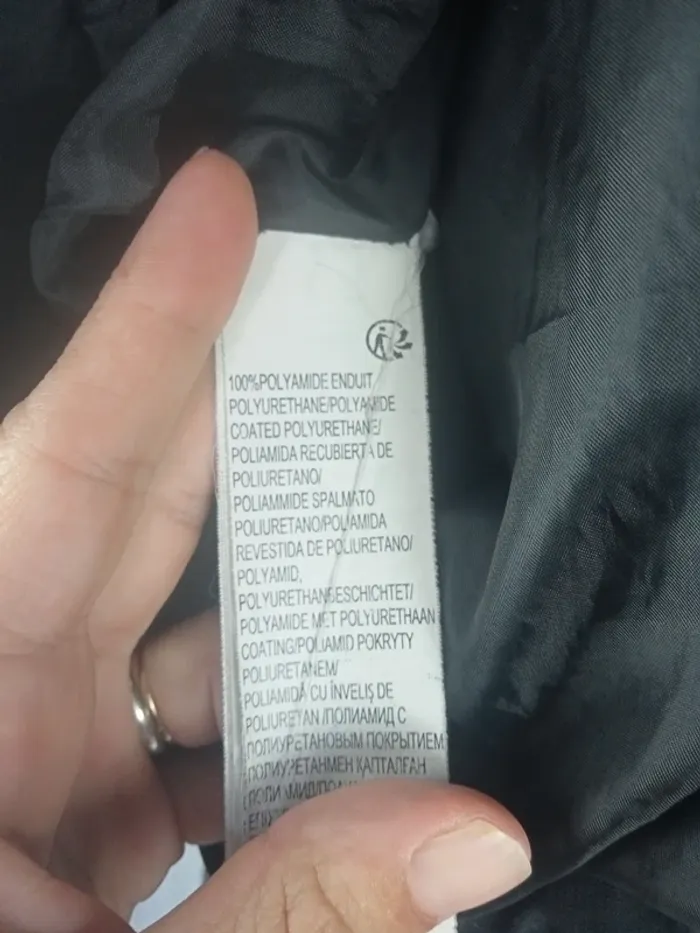 100%POLYAMIDE ENDUIT
POLYURETHANE/POLYAMIDE
COATED POLYURETHANE/
POLIAMIDA RECUBIERTA DE
POLIURETANO/
POLIAMMIDE SPALMATO
POLIURETANO/POLIAMIDA
REVESTIDA DE POLIURETANO/
POLYAMID,
POLYURETHANBESCHICHTET/
POLYAMIDE MET POLYURETHAAN
COATING/POLIAMID POKRYTY
POLIURETANEM/
POLIAMIDĂ CU ÎNVELIȘ DE
POLIURETAN /ПОЛИАМИД С
ПОЛИУРЕТАНОВЫМ ПОКРЫТИЕМ
ПОЛИУРЕТАНМЕН ҚАПТАЛҒАН